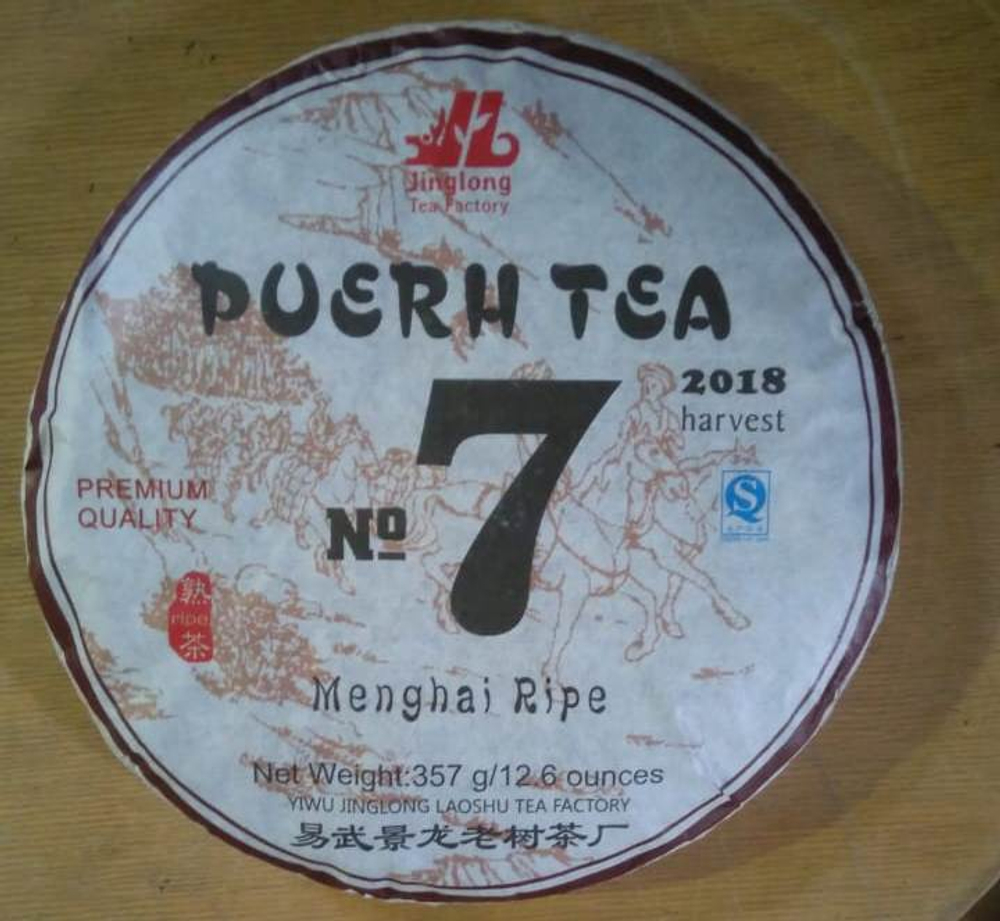 Jinglong
Tea Factory
PUERH TEA
2018
harvest
No 7
PREMIUM
QUALITY
熟
ripe
茶
Menghai Ripe
Net Weight:357 g/12.6 ounces
YIWU JINGLONG LAOSHU TEA FACTORY
易武景龙老树茶厂